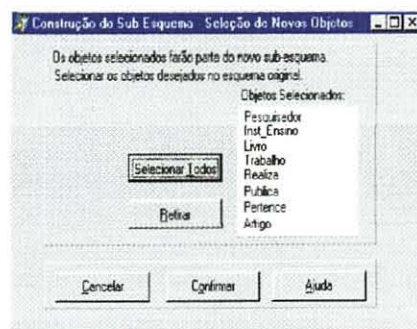 Construção do Sub Esquema - Seleção de Novos Objetos
Os objetos selecionados farão parte do novo sub-esquema.
Selecionar os objetos desejados no esquema original.
Objetos Selecionados:
Pesquisador
Inst_Ensino
Livro
Trabalho
Realiza
Publica
Pertence
Artigo
Selecionar Todos
Retirar
Cancelar
Confirmar
Ajuda